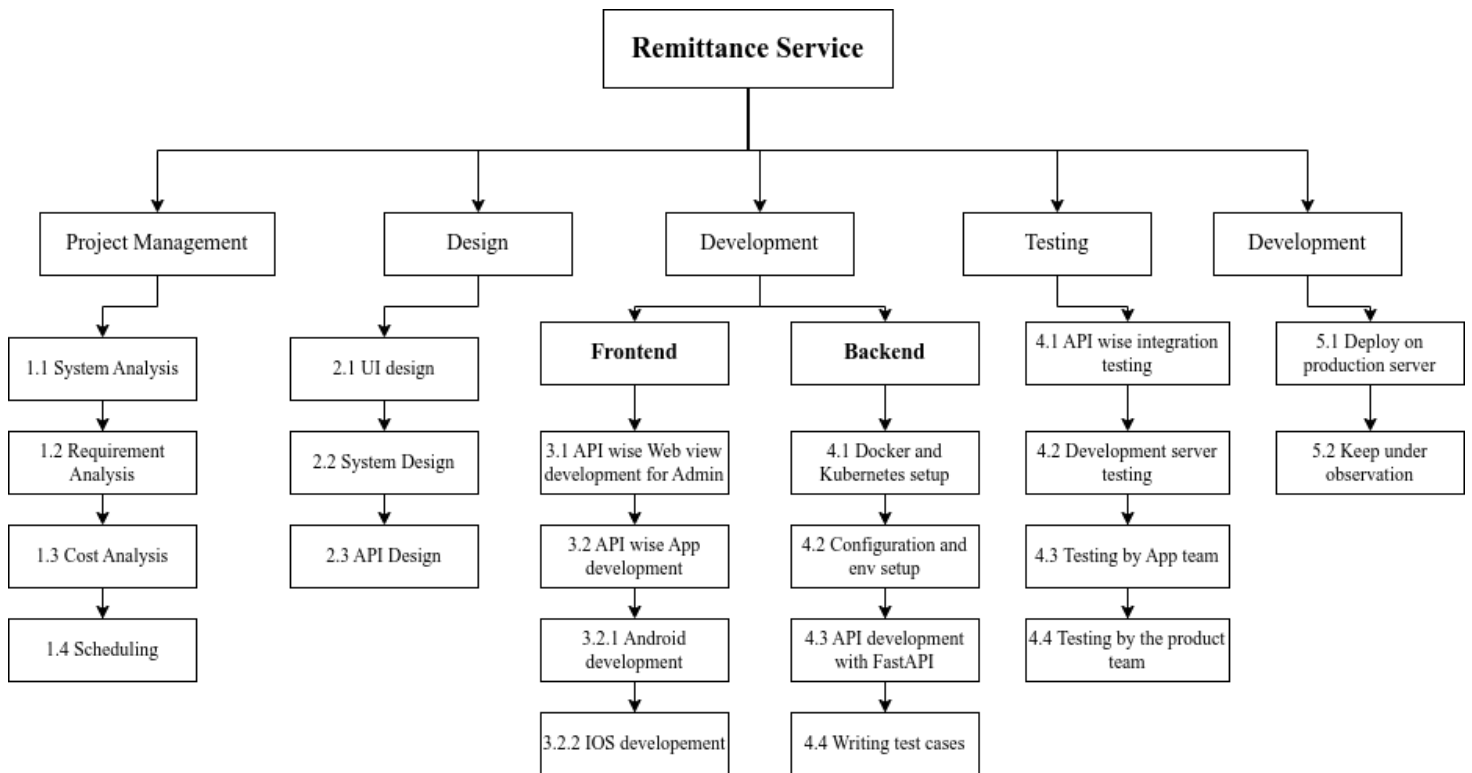 Remittance Service
Project Management
Design
Development
Testing
Development
1.1 System Analysis
1.2 Requirement
Analysis
1.3 Cost Analysis
1.4 Scheduling
2.1 UI design
2.2 System Design
2.3 API Design
Frontend
3.1 API wise Web view
development for Admin
3.2 API wise App
development
3.2.1 Android
development
3.2.2 IOS developement
Backend
4.1 Docker and
Kubernetes setup
4.2 Configuration and
env setup
4.3 API development
with FastAPI
4.4 Writing test cases
4.1 API wise integration
testing
4.2 Development server
testing
4.3 Testing by App team
4.4 Testing by the product
team
5.1 Deploy on
production server
5.2 Keep under
observation